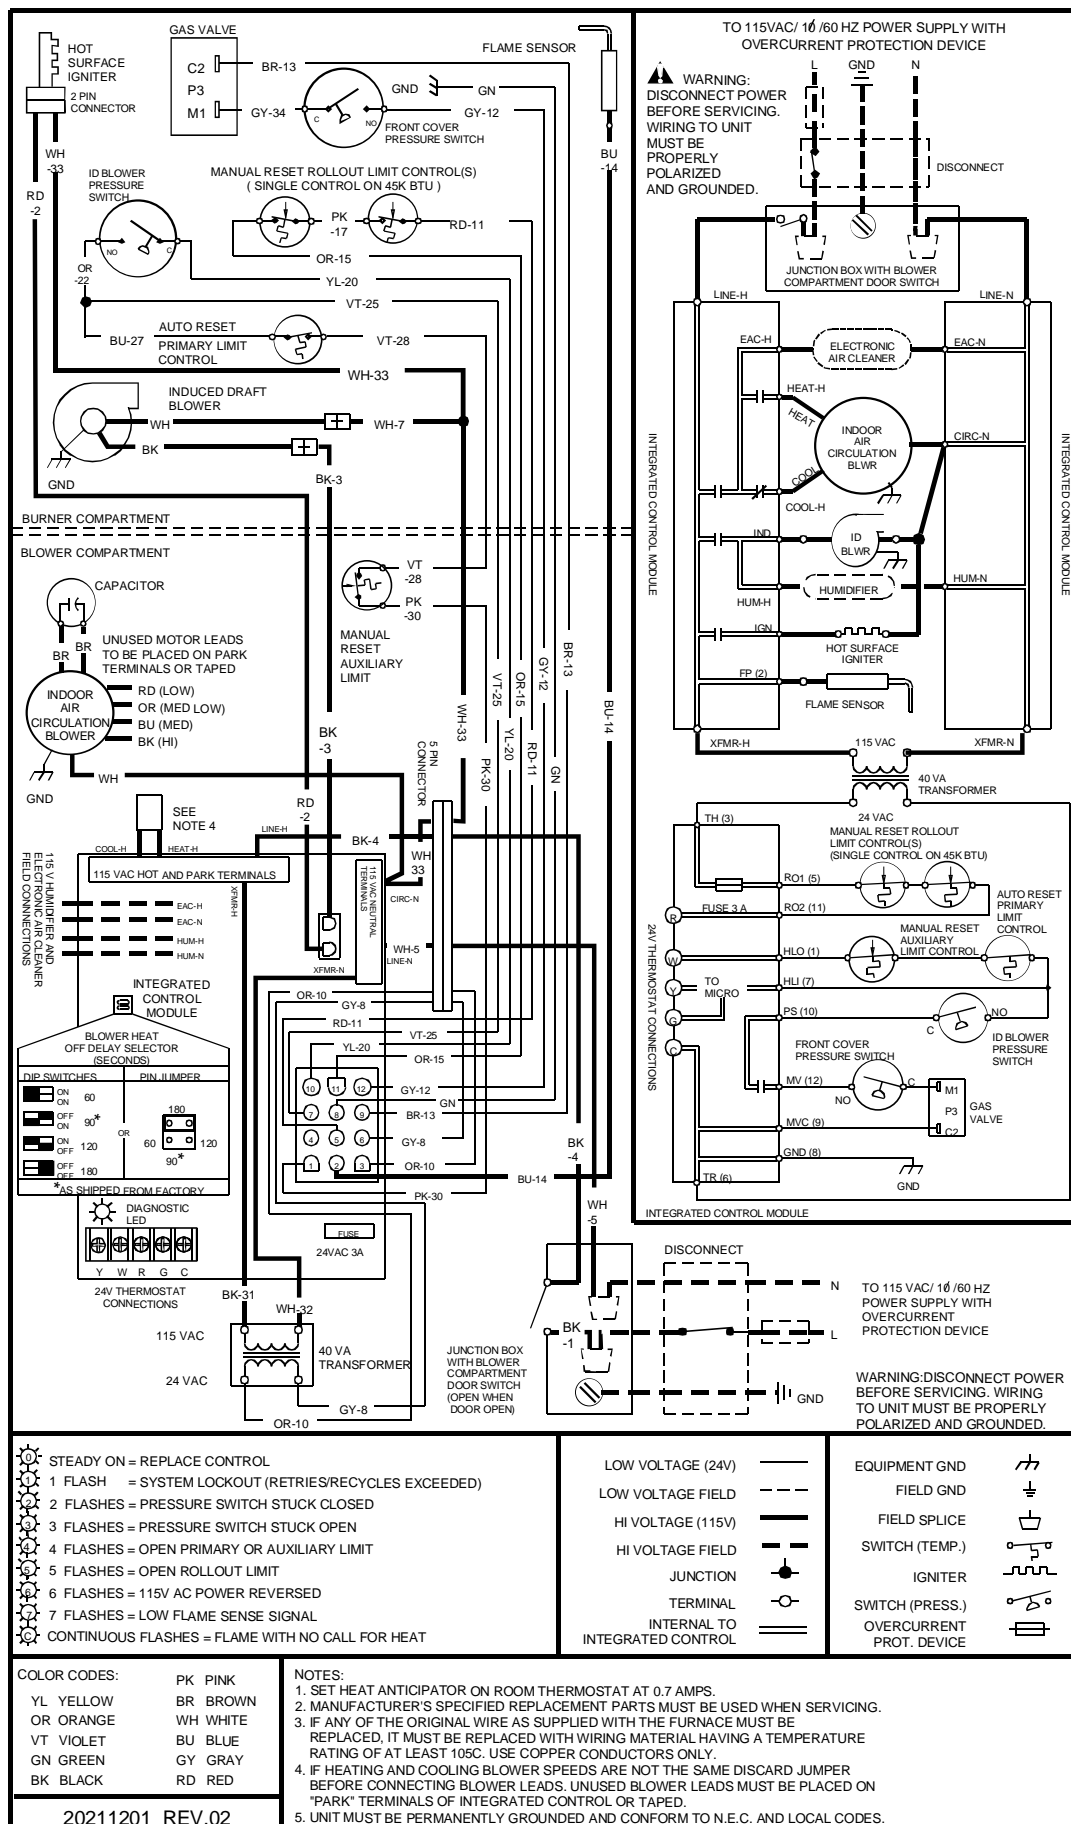 HOT
SURFACE
IGNITER
2 PIN
CONNECTOR
GAS VALVE
C2
P3
M1
BR-13
GY-34
C
NO
GND
GN
GY-12
FRONT COVER
PRESSURE SWITCH
FLAME SENSOR
WH
-33
RD
-2
BU
-14
ID BLOWER
PRESSURE
SWITCH
NO
C
MANUAL RESET ROLLOUT LIMIT CONTROL(S)
( SINGLE CONTROL ON 45K BTU )
PK
-17
RD-11
OR-15
OR
-22
YL-20
VT-25
BU-27
AUTO RESET
PRIMARY LIMIT
CONTROL
VT-28
WH-33
INDUCED DRAFT
BLOWER
WH
WH-7
BK
BK-3
GND
BURNER COMPARTMENT
BLOWER COMPARTMENT
CAPACITOR
BR
BR
UNUSED MOTOR LEADS
TO BE PLACED ON PARK
TERMINALS OR TAPED
INDOOR
AIR
CIRCULATION
BLOWER
RD (LOW)
OR (MED LOW)
BU (MED)
BK (HI)
WH
GND
VT
-28
PK
-30
MANUAL
RESET
AUXILIARY
LIMIT
BK
-3
RD
-2
WH-33
PK-30
VT-25
YL-20
OR-15
RD-11
GY-12
GN
BR-13
BU-14
5 PIN
CONNECTOR
SEE
NOTE 4
COOL-H
HEAT-H
LINE-H
BK-4
WH
33
115 VAC HOT AND PARK TERMINALS
XFMR-H
115 VAC NEUTRAL
TERMINALS
CIRC-N
115 V HUMIDIFIER AND
ELECTRONIC AIR CLEANER
FIELD CONNNECTIONS
EAC-H
EAC-N
HUM-H
HUM-N
WH-5
LINE-N
XFMR-N
INTEGRATED
CONTROL
MODULE
OR-10
GY-8
RD-11
VT-25
YL-20
OR-15
10
11
12
GY-12
GN
7
8
9
BR-13
4
5
6
GY-8
1
2
3
OR-10
BU-14
PK-30
BLOWER HEAT
OFF DELAY SELECTOR
(SECONDS)
DIP SWITCHES
PIN JUMPER
ON
ON
60
OFF
ON
90*
ON
OFF
120
OFF
OFF
180
OR
180
60
120
90*
*AS SHIPPED FROM FACTORY
DIAGNOSTIC
LED
Y W R G C
24V THERMOSTAT
CONNECTIONS
FUSE
24VAC 3A
BK
-4
WH
-5
BK-31
WH-32
115 VAC
24 VAC
40 VA
TRANSFORMER
GY-8
OR-10
JUNCTION BOX
WITH BLOWER
COMPARTMENT
DOOR SWITCH
(OPEN WHEN
DOOR OPEN)
BK
-1
DISCONNECT
N
L
GND
TO 115 VAC/ 1Ø /60 HZ
POWER SUPPLY WITH
OVERCURRENT
PROTECTION DEVICE
WARNING:DISCONNECT POWER
BEFORE SERVICING. WIRING
TO UNIT MUST BE PROPERLY
POLARIZED AND GROUNDED.
TO 115VAC/ 1Ø /60 HZ POWER SUPPLY WITH
OVERCURRENT PROTECTION DEVICE
L
GND
N
WARNING:
DISCONNECT POWER
BEFORE SERVICING.
WIRING TO UNIT
MUST BE
PROPERLY
POLARIZED
AND GROUNDED.
DISCONNECT
JUNCTION BOX WITH BLOWER
COMPARTMENT DOOR SWITCH
LINE-H
LINE-N
EAC-H
ELECTRONIC
AIR CLEANER
EAC-N
HEAT-H
HEAT
INDOOR
AIR
CIRCULATION
BLWR
CIRC-N
COOL
COOL-H
IND
ID
BLWR
HUM-H
HUMIDIFIER
HUM-N
IGN
HOT SURFACE
IGNITER
FP (2)
FLAME SENSOR
INTEGRATED CONTROL MODULE
INTEGRATED CONTROL MODULE
XFMR-H
115 VAC
XFMR-N
40 VA
TRANSFORMER
24 VAC
TH (3)
MANUAL RESET ROLLOUT
LIMIT CONTROL(S)
(SINGLE CONTROL ON 45K BTU)
RO1 (5)
FUSE 3 A
RO2 (11)
AUTO RESET
PRIMARY
LIMIT
CONTROL
MANUAL RESET
AUXILIARY
LIMIT CONTROL
HLO (1)
HLI (7)
TO
MICRO
R
W
Y
G
C
24V THERMOSTAT CONNECTIONS
PS (10)
C
NO
ID BLOWER
PRESSURE
SWITCH
FRONT COVER
PRESSURE SWITCH
MV (12)
NO
C
M1
P3
C2
GAS
VALVE
MVC (9)
GND (8)
GND
TR (6)
INTEGRATED CONTROL MODULE
0 STEADY ON = REPLACE CONTROL
1 1 FLASH = SYSTEM LOCKOUT (RETRIES/RECYCLES EXCEEDED)
2 2 FLASHES = PRESSURE SWITCH STUCK CLOSED
3 3 FLASHES = PRESSURE SWITCH STUCK OPEN
4 4 FLASHES = OPEN PRIMARY OR AUXILIARY LIMIT
5 5 FLASHES = OPEN ROLLOUT LIMIT
6 6 FLASHES = 115V AC POWER REVERSED
7 7 FLASHES = LOW FLAME SENSE SIGNAL
C CONTINUOUS FLASHES = FLAME WITH NO CALL FOR HEAT
LOW VOLTAGE (24V)
LOW VOLTAGE FIELD
HI VOLTAGE (115V)
HI VOLTAGE FIELD
JUNCTION
TERMINAL
INTERNAL TO
INTEGRATED CONTROL
EQUIPMENT GND
FIELD GND
FIELD SPLICE
SWITCH (TEMP.)
IGNITER
SWITCH (PRESS.)
OVERCURRENT
PROT. DEVICE
COLOR CODES:
YL YELLOW
OR ORANGE
VT VIOLET
GN GREEN
BK BLACK
PK PINK
BR BROWN
WH WHITE
BU BLUE
GY GRAY
RD RED
20211201 REV.02
NOTES:
1. SET HEAT ANTICIPATOR ON ROOM THERMOSTAT AT 0.7 AMPS.
2. MANUFACTURER'S SPECIFIED REPLACEMENT PARTS MUST BE USED WHEN SERVICING.
3. IF ANY OF THE ORIGINAL WIRE AS SUPPLIED WITH THE FURNACE MUST BE
REPLACED, IT MUST BE REPLACED WITH WIRING MATERIAL HAVING A TEMPERATURE
RATING OF AT LEAST 105C. USE COPPER CONDUCTORS ONLY.
4. IF HEATING AND COOLING BLOWER SPEEDS ARE NOT THE SAME DISCARD JUMPER
BEFORE CONNECTING BLOWER LEADS. UNUSED BLOWER LEADS MUST BE PLACED ON
"PARK" TERMINALS OF INTEGRATED CONTROL OR TAPED.
5. UNIT MUST BE PERMANENTLY GROUNDED AND CONFORM TO N.E.C. AND LOCAL CODES.